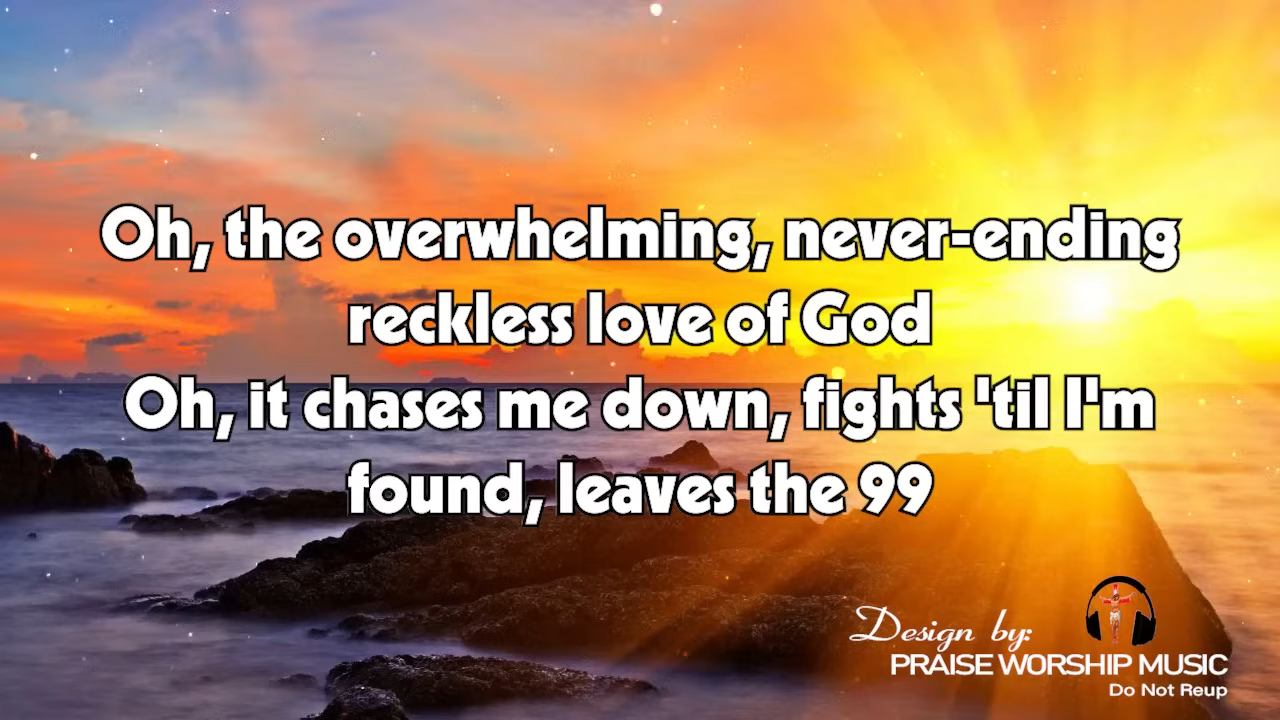 Oh, the overwhelming, never-ending
reckless love of God
Oh, it chases me down, fights 'til I'm
found, leaves the 99
Design by:
PRAISE WORSHIP MUSIC
Do Not Reup